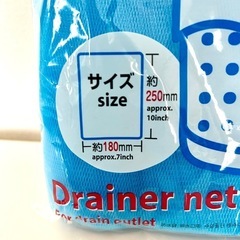 サイズ
size
約
250mm
approx.
10inch
約180mm
approx.7inch
Drainer net
For drain outlet